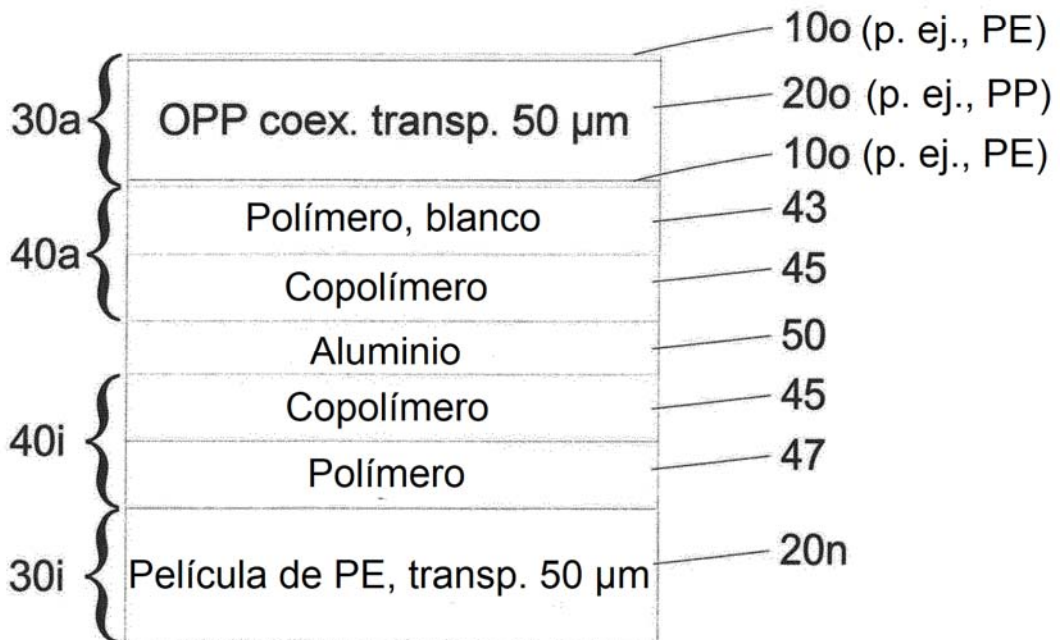 10o (p. ej., PE)
30a
OPP coex. transp. 50 µm
20o (p. ej., PP)
10o (p. ej., PE)
Polímero, blanco
43
40a
Copolímero
45
Aluminio
50
Copolímero
45
40i
Polímero
47
30i
Película de PE, transp. 50 µm
20n